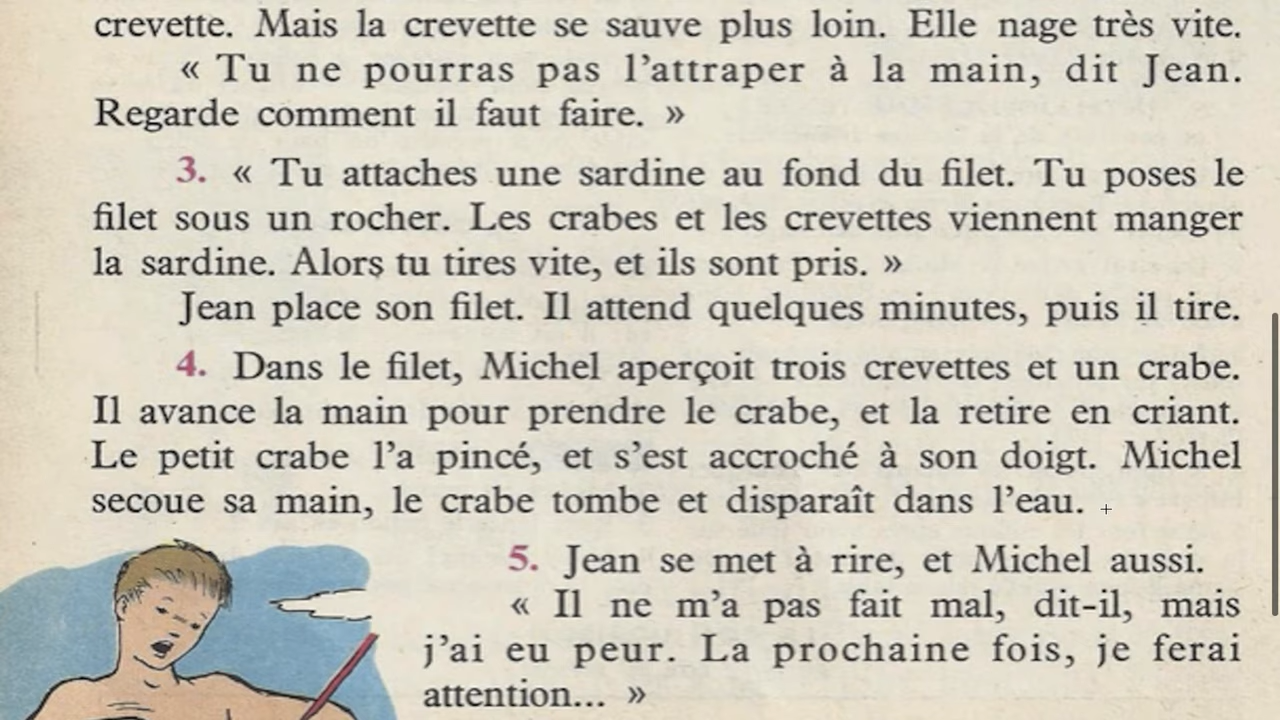 crevette. Mais la crevette se sauve plus loin. Elle nage très vite.
« Tu ne pourras pas l'attraper à la main, dit Jean.
Regarde comment il faut faire. »
3. « Tu attaches une sardine au fond du filet. Tu poses le
filet sous un rocher. Les crabes et les crevettes viennent manger
la sardine. Alors tu tires vite, et ils sont pris. »
Jean place son filet. Il attend quelques minutes, puis il tire.
4. Dans le filet, Michel aperçoit trois crevettes et un crabe.
Il avance la main pour prendre le crabe, et la retire en criant.
Le petit crabe l'a pincé, et s'est accroché à son doigt. Michel
secoue sa main, le crabe tombe et disparaît dans l'eau.
5. Jean se met à rire, et Michel aussi.
« Il ne m'a pas fait mal, dit-il, mais
j'ai eu peur. La prochaine fois, je ferai
attention... »